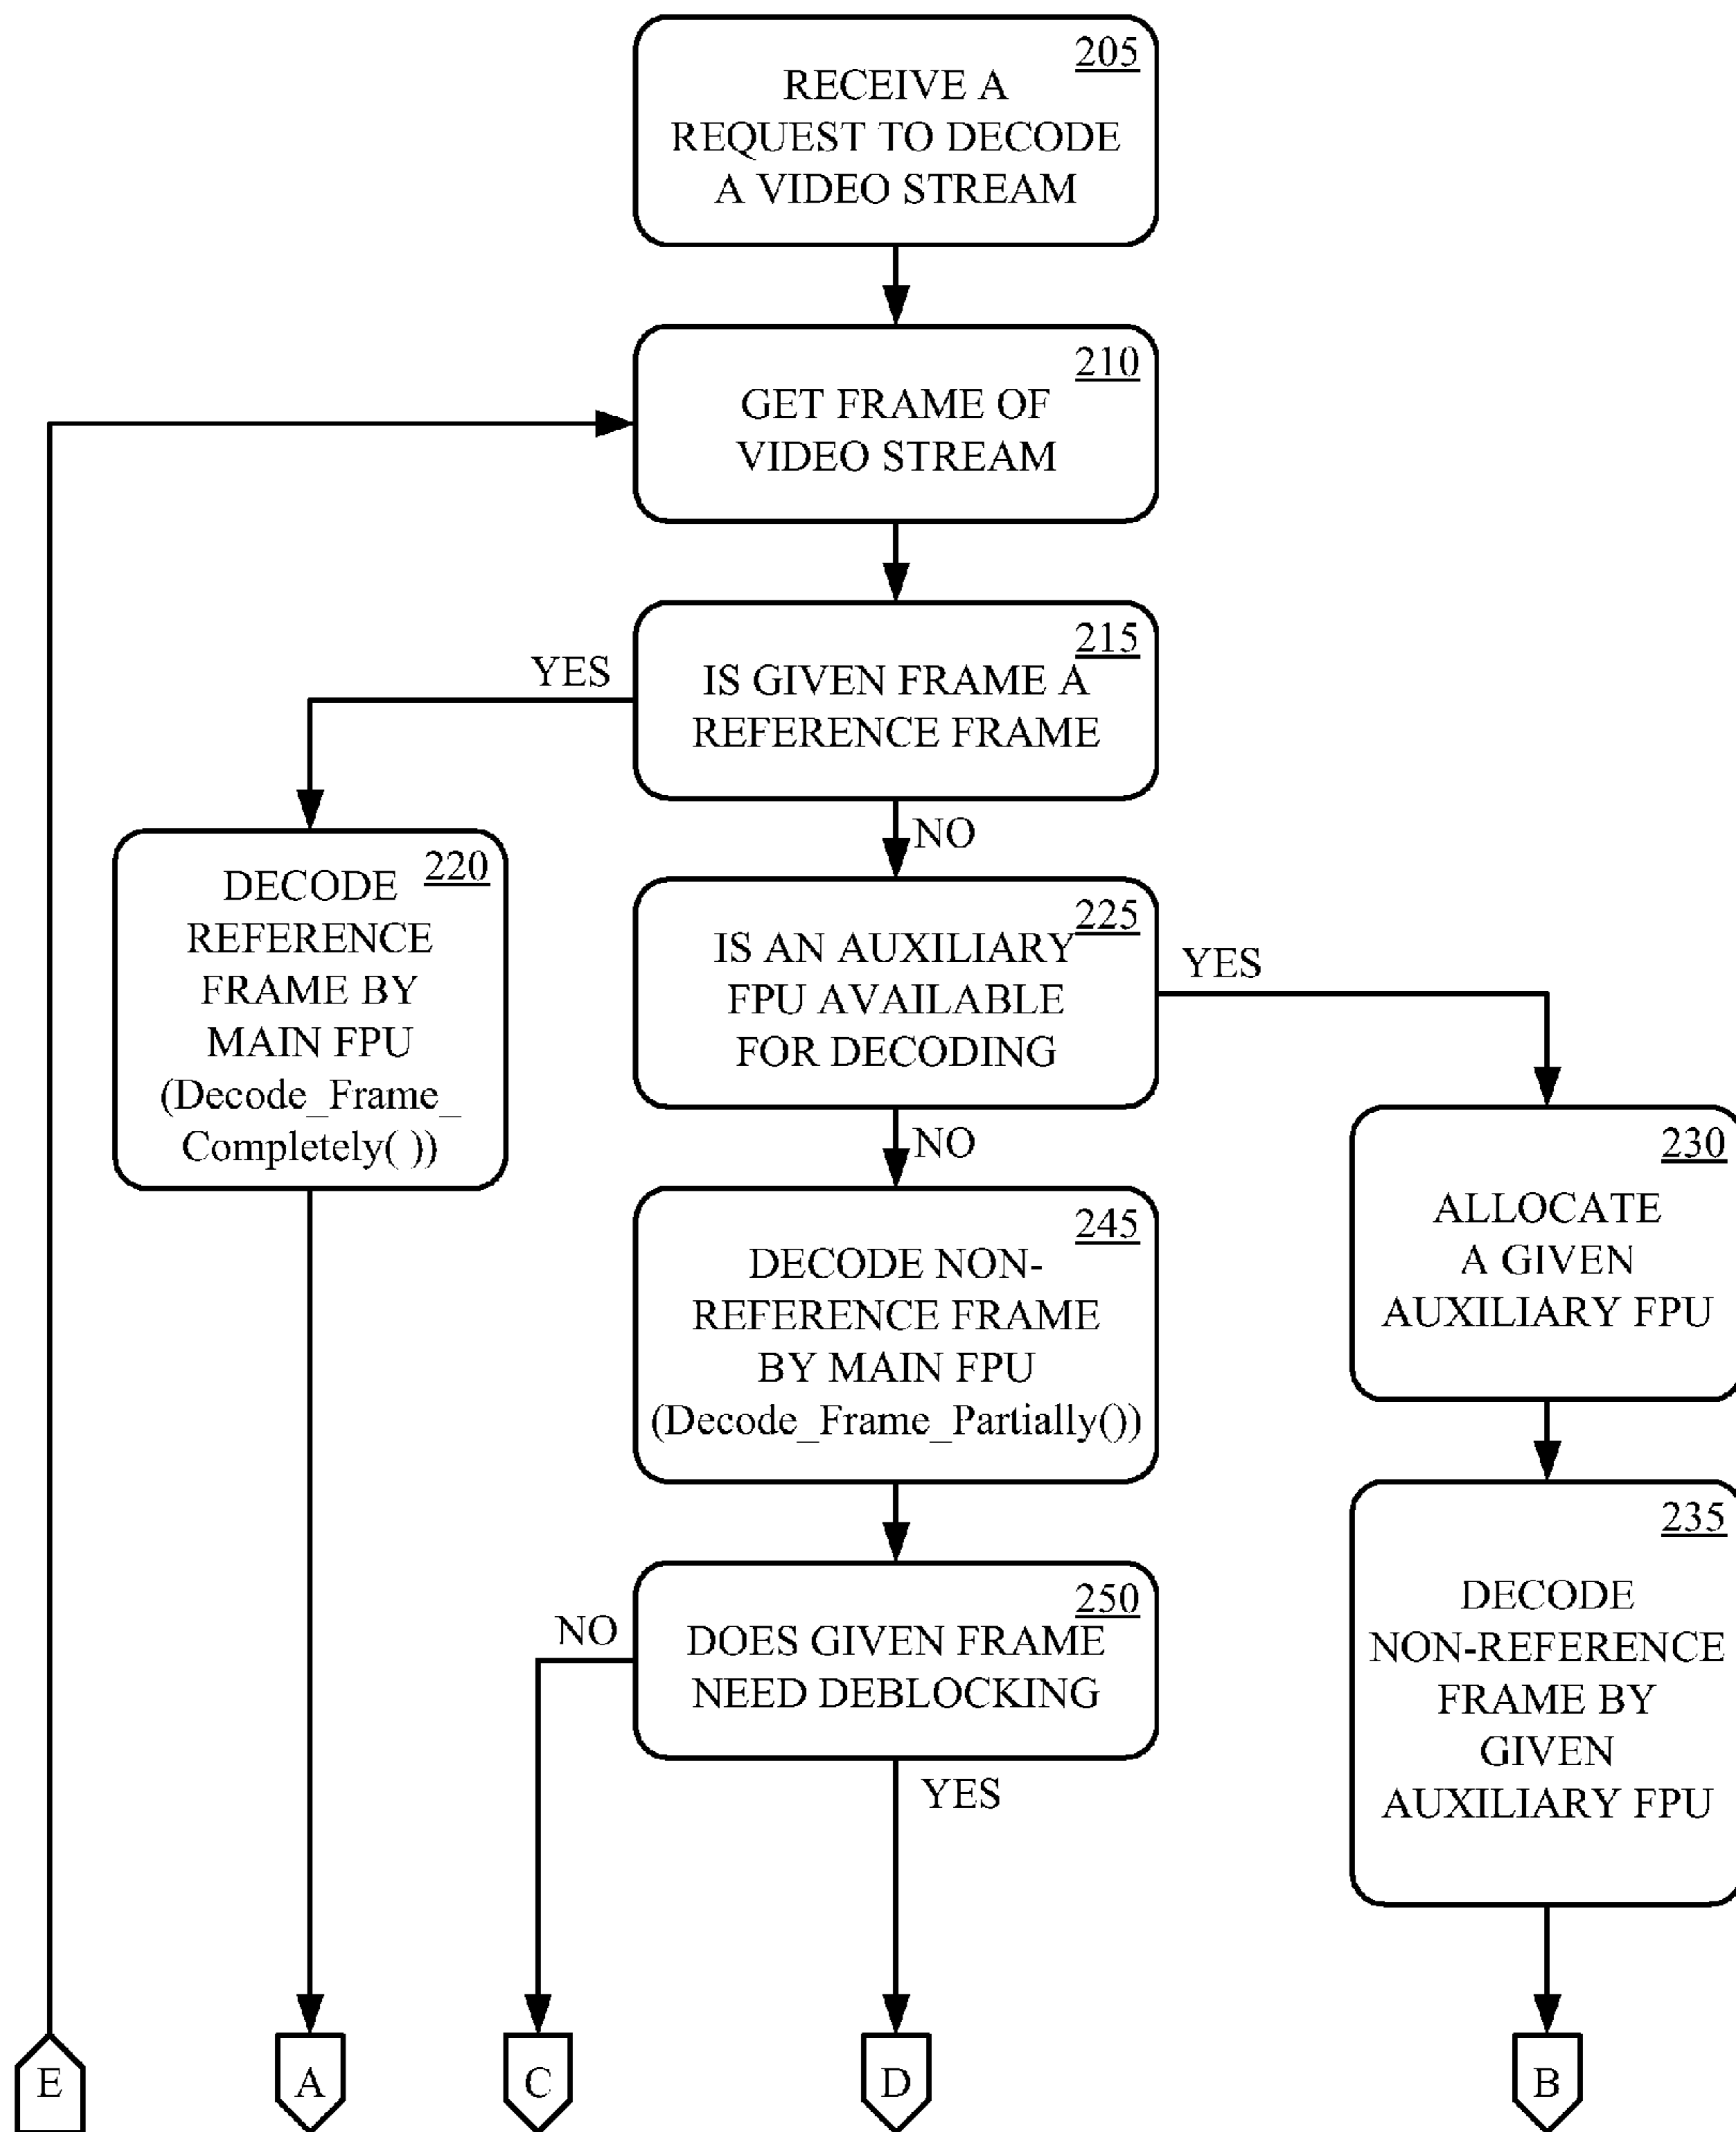 205
RECEIVE A
REQUEST TO DECODE
A VIDEO STREAM
210
GET FRAME OF
VIDEO STREAM
215
IS GIVEN FRAME A
REFERENCE FRAME
YES
NO
220
DECODE
REFERENCE
FRAME BY
MAIN FPU
(Decode_Frame_
Completely( ))
225
IS AN AUXILIARY
FPU AVAILABLE
FOR DECODING
YES
NO
230
ALLOCATE
A GIVEN
AUXILIARY FPU
245
DECODE NON-
REFERENCE FRAME
BY MAIN FPU
(Decode_Frame_Partially())
235
DECODE
NON-REFERENCE
FRAME BY
GIVEN
AUXILIARY FPU
250
DOES GIVEN FRAME
NEED DEBLOCKING
NO
YES
E
A
C
D
B